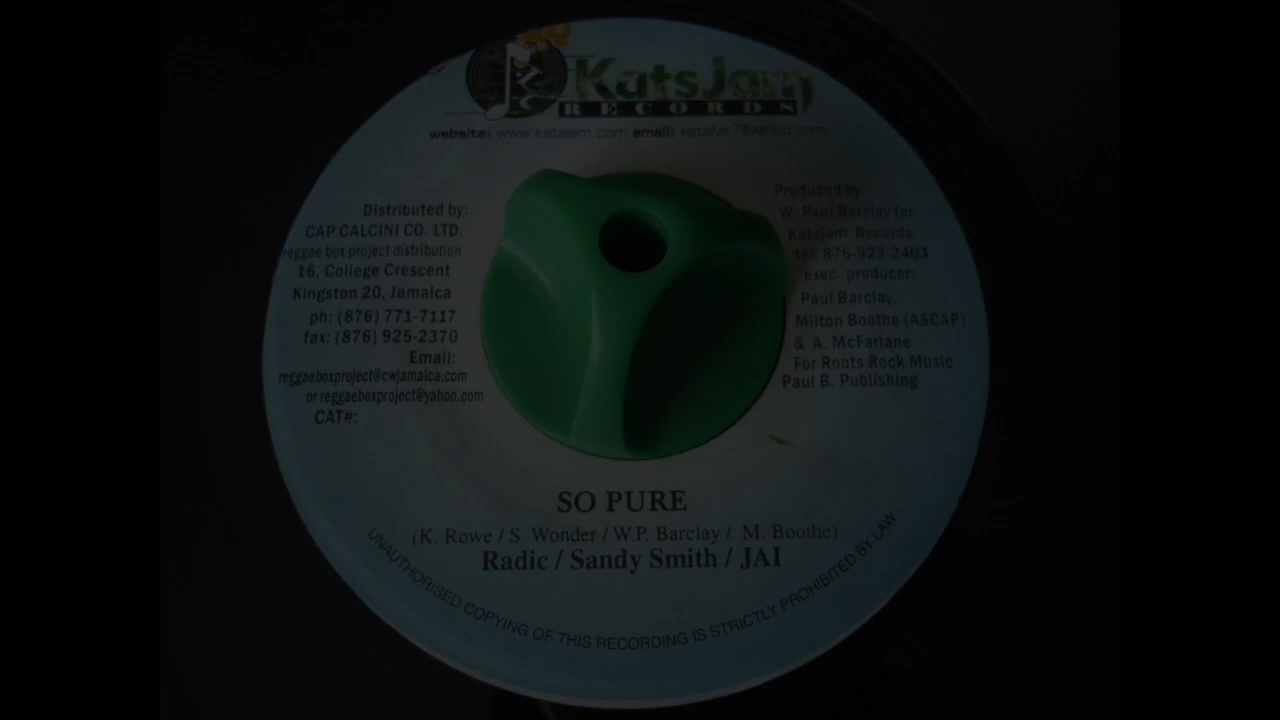 KatsJam
RECORDS
website: www.katsjam.com email: katalys7@yahoo.com
Distributed by:
CAP CALCINI CO. LTD.
reggae box project distribution
16, College Crescent
Kingston 20, Jamaica
ph: (876) 771-7117
fax: (876) 925-2370
Email:
reggaeboxproject@cwjamaica.com
or reggaeboxproject@yahoo.com
CAT#:
Produced by
W. Paul Barclay for
Katsjam Records
tel: 876-923-2403
exec. producer:
Paul Barclay,
Milton Boothe (ASCAP)
& A. McFarlane
For Roots Rock Music
Paul B. Publishing
SO PURE
(K. Rowe / S. Wonder / W.P. Barclay / M. Boothe)
Radic / Sandy Smith / JAI
UNAUTHORISED COPYING OF THIS RECORDING IS STRICTLY PROHIBITED BY LAW